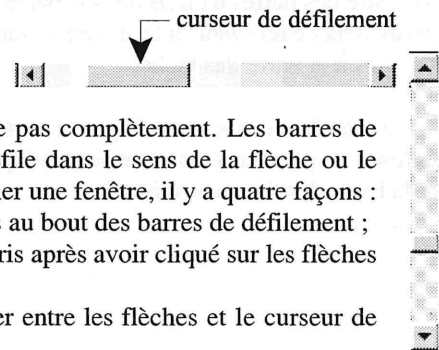 curseur de défilement
e pas complètement. Les barres de
file dans le sens de la flèche ou le
er une fenêtre, il y a quatre façons :
s au bout des barres de défilement ;
ris après avoir cliqué sur les flèches
er entre les flèches et le curseur de